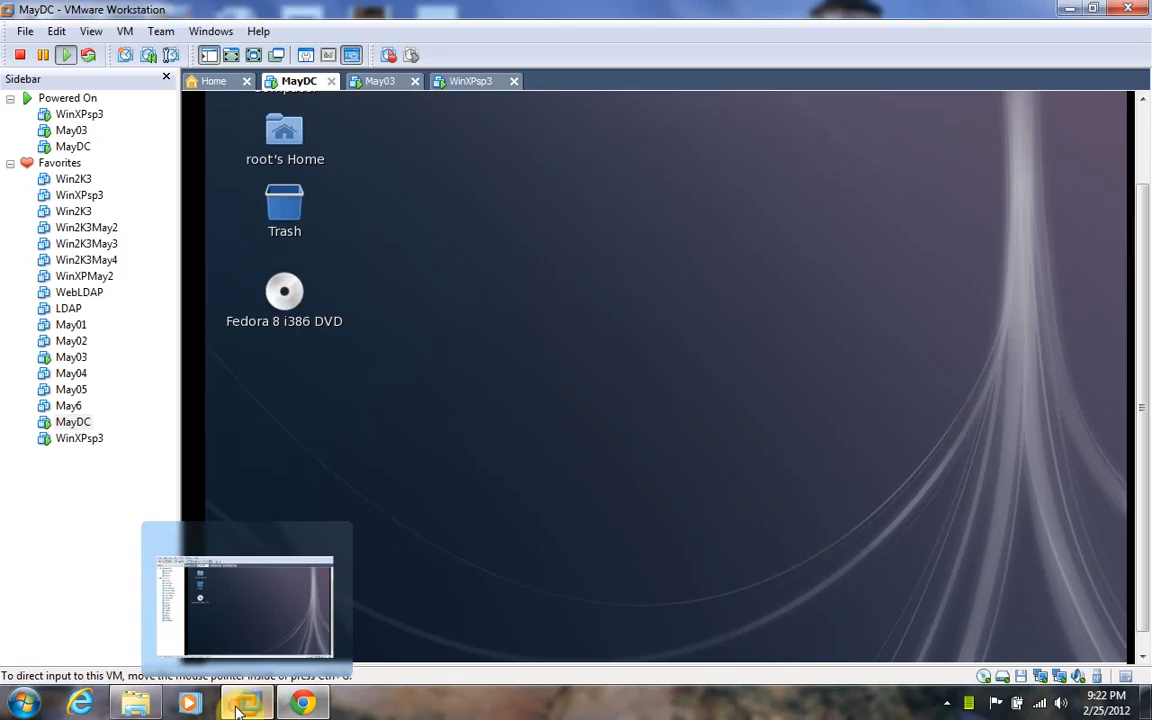 MayDC - VMware Workstation
File Edit View VM Team Windows Help
Sidebar
Home MayDC May03 WinXPsp3
Powered On
WinXPsp3
May03
MayDC
Favorites
Win2K3
WinXPsp3
Win2K3
Win2K3May2
Win2K3May3
Win2K3May4
WinXPMay2
WebLDAP
LDAP
May01
May02
May03
May04
May05
May6
MayDC
WinXPsp3
Computer
root's Home
Trash
Fedora 8 i386 DVD
To direct input to this VM, move the mouse pointer inside or press Ctrl+G.
9:22 PM
2/25/2012